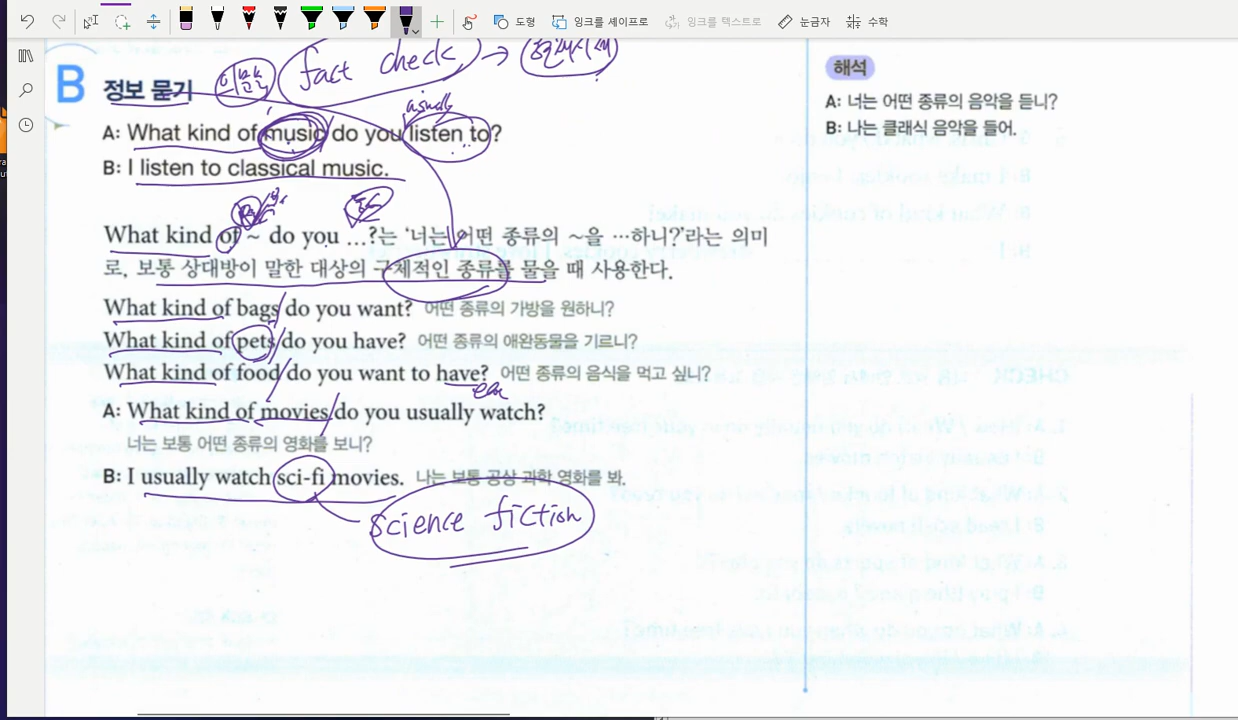 도형 잉크를 셰이프로 잉크를 텍스트로 눈금자 수학
fact check → 현재시제
B 정보 묻기
usually
A: What kind of music do you listen to?
B: I listen to classical music.
What kind of ~ do you …?는 ‘너는 어떤 종류의 ~을 …하니?’라는 의미
로, 보통 상대방이 말한 대상의 구체적인 종류를 물을 때 사용한다.
What kind of bags do you want? 어떤 종류의 가방을 원하니?
What kind of pets do you have? 어떤 종류의 애완동물을 기르니?
What kind of food do you want to have? 어떤 종류의 음식을 먹고 싶니?
eat
A: What kind of movies do you usually watch?
너는 보통 어떤 종류의 영화를 보니?
B: I usually watch sci-fi movies. 나는 보통 공상 과학 영화를 봐.
science fiction
해석
A: 너는 어떤 종류의 음악을 듣니?
B: 나는 클래식 음악을 들어.